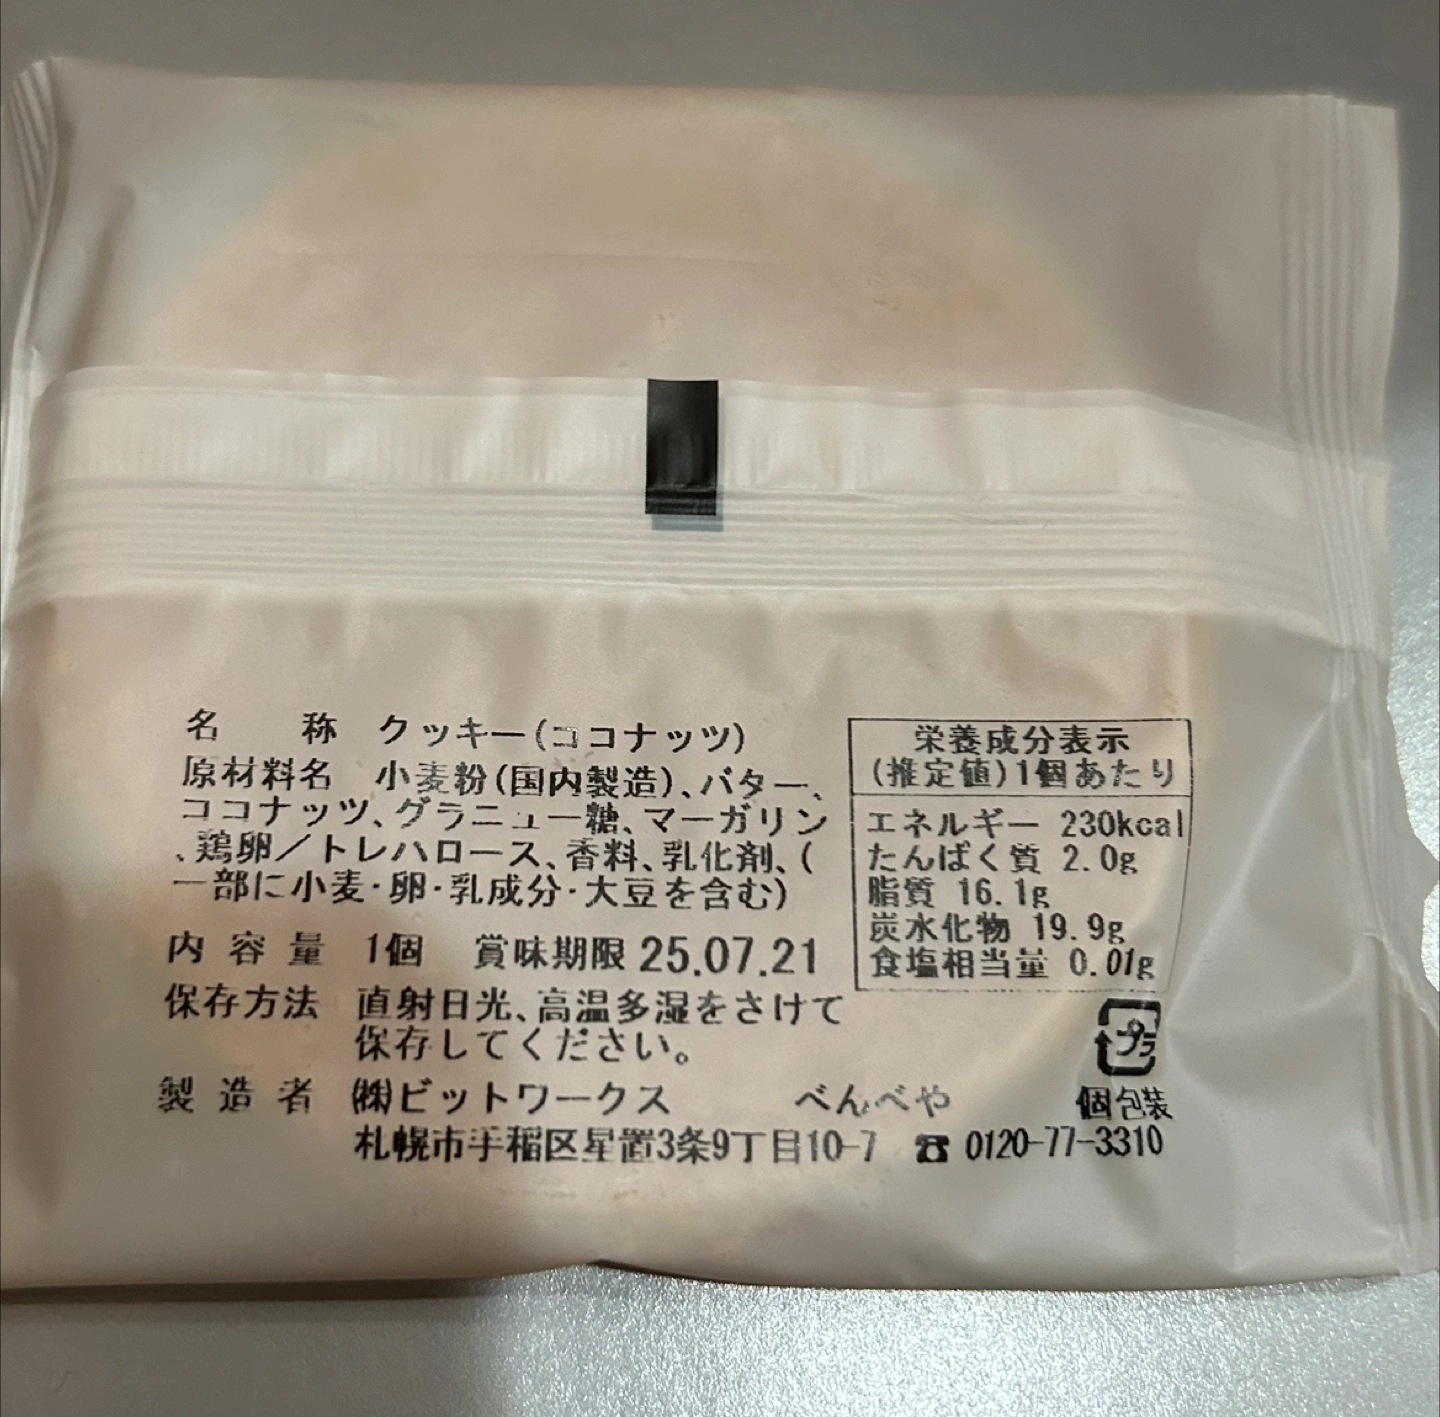 名 称 クッキー(ココナッツ)
原材料名 小麦粉(国内製造)、バター、
ココナッツ、グラニュー糖、マーガリン
、鶏卵／トレハロース、香料、乳化剤、(
一部に小麦・卵・乳成分・大豆を含む)
内容量 1個 賞味期限 25.07.21
保存方法 直射日光、高温多湿をさけて
保存してください。
製造者 ㈱ビットワークス べんべや
札幌市手稲区星置3条9丁目10-7 ☎ 0120-77-3310
栄養成分表示
(推定値)1個あたり
エネルギー 230kcal
たんぱく質 2.0g
脂質 16.1g
炭水化物 19.9g
食塩相当量 0.01g
プラ
個包装